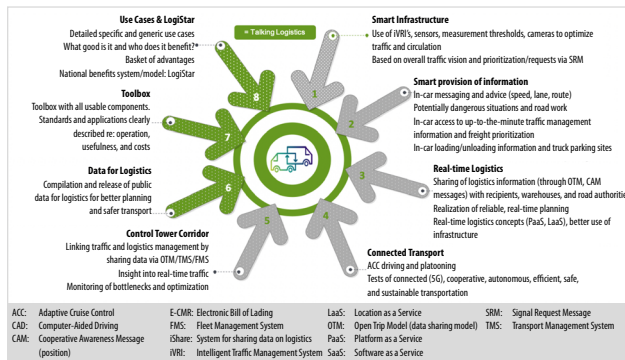 = Talking Logistics
Use Cases & LogiStar
Detailed specific and generic use cases
What good is it and who does it benefit?
Basket of advantages
National benefits system/model: LogiStar
Toolbox
Toolbox with all usable components.
Standards and applications clearly
described re: operation,
usefulness, and costs
Data for Logistics
Compilation and release of public
data for logistics for better planning
and safer transport
Control Tower Corridor
Linking traffic and logistics management by
sharing data via OTM/TMS/FMS
Insight into real-time traffic
Monitoring of bottlenecks and optimization
8
7
6
5
1
2
3
4
Smart Infrastructure
Use of iVRI's, sensors, measurement thresholds, cameras to optimize
traffic and circulation
Based on overall traffic vision and prioritization/requests via SRM
Smart provision of information
In-car messaging and advice (speed, lane, route)
Potentially dangerous situations and road work
In-car access to up-to-the-minute traffic management
information and freight prioritization
In-car loading/unloading information and truck parking sites
Real-time Logistics
Sharing of logistics information (through OTM, CAM
messages) with recipients, warehouses, and road authoritie
Realization of reliable, real-time planning
Real-time logistics concepts (PaaS, LaaS), better use of
infrastructure
Connected Transport
ACC driving and platooning
Tests of connected (5G), cooperative, autonomous, efficient, safe,
and sustainable transportation
ACC: Adaptive Cruise Control
CAD: Computer-Aided Driving
CAM: Cooperative Awareness Message
(position)
E-CMR: Electronic Bill of Lading
FMS: Fleet Management System
iShare: System for sharing data on logistics
iVRI: Intelligent Traffic Management System
LaaS: Location as a Service
OTM: Open Trip Model (data sharing model)
PaaS: Platform as a Service
SaaS: Software as a Service
SRM: Signal Request Message
TMS: Transport Management System